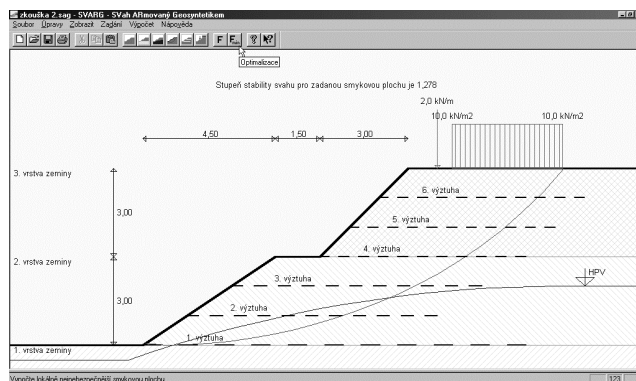 zkouška 2.sag - SVARG - SVah ARmovaný Geosyntetikem
Soubor Úpravy Zobrazit Zadání Výpočet Nápověda
F F
Optimalizace
Stupeň stability svahu pro zadanou smykovou plochu je 1,278
2,0 kN/m
10,0 kN/m2 10,0 kN/m2
4,50 1,50 3,00
3. vrstva zeminy
6. výztuha
3,00
5. výztuha
4. výztuha
2. vrstva zeminy
3. výztuha
HPV
3,00
2. výztuha
1. výztuha
1. vrstva zeminy
Vypočte lokálně nejnebezpečnější smykovou plochu
123